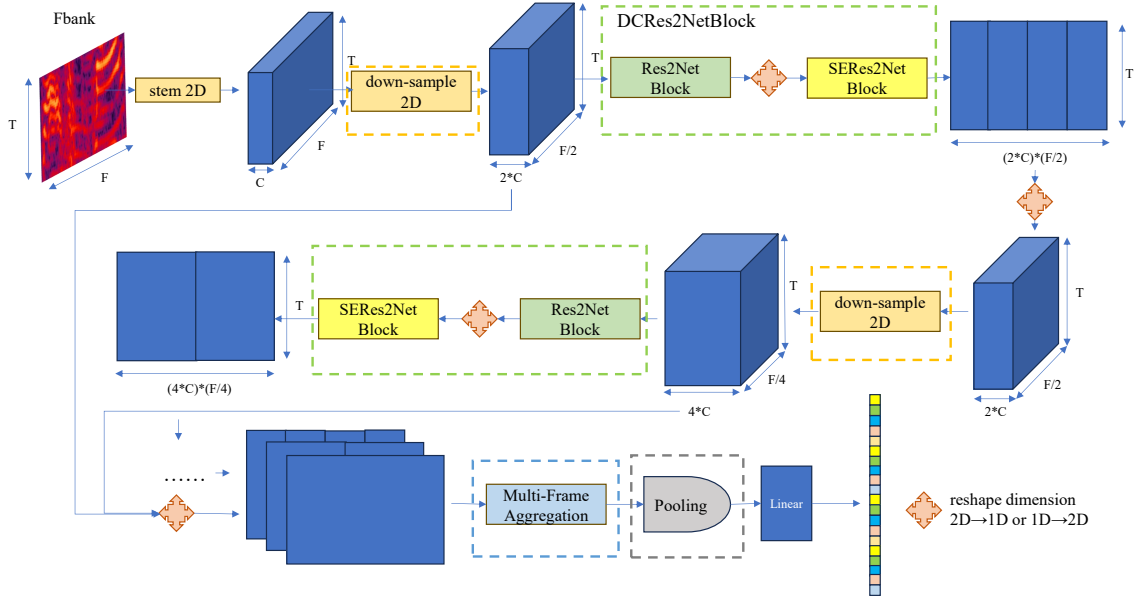 Fbank
T
F
stem 2D
C
F
T
down-sample
2D
2*C
F/2
T
DCRes2NetBlock
Res2Net
Block
SERes2Net
Block
T
(2*C)*(F/2)
T
(4*C)*(F/4)
SERes2Net
Block
Res2Net
Block
T
F/4
4*C
down-sample
2D
T
F/2
2*C
......
Multi-Frame
Aggregation
Pooling
Linear
reshape dimension
2D→1D or 1D→2D